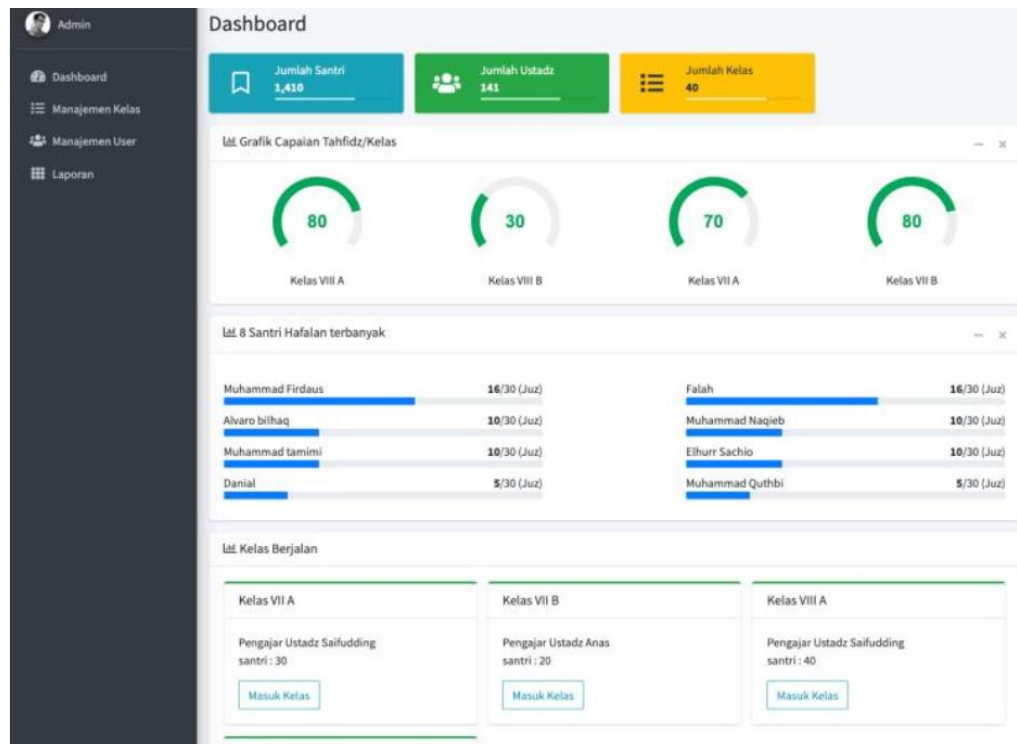 Admin
Dashboard
Manajemen Kelas
Manajemen User
Laporan
Dashboard
Jumlah Santri
1,410
Jumlah Ustadz
141
Jumlah Kelas
40
Grafik Capaian Tahfidz/Kelas
80
30
70
80
Kelas VIII A
Kelas VIII B
Kelas VII A
Kelas VII B
8 Santri Hafalan terbanyak
Muhammad Firdaus 16/30 (Juz)
Falah 16/30 (Juz)
Alvaro bilhaq 10/30 (Juz)
Muhammad Naqieb 10/30 (Juz)
Muhammad tamimi 10/30 (Juz)
Elhurr Sachio 10/30 (Juz)
Danial 5/30 (Juz)
Muhammad Quthbi 5/30 (Juz)
Kelas Berjalan
Kelas VII A
Pengajar Ustadz Saifudding
santri : 30
Masuk Kelas
Kelas VII B
Pengajar Ustadz Anas
santri : 20
Masuk Kelas
Kelas VIII A
Pengajar Ustadz Saifudding
santri : 40
Masuk Kelas